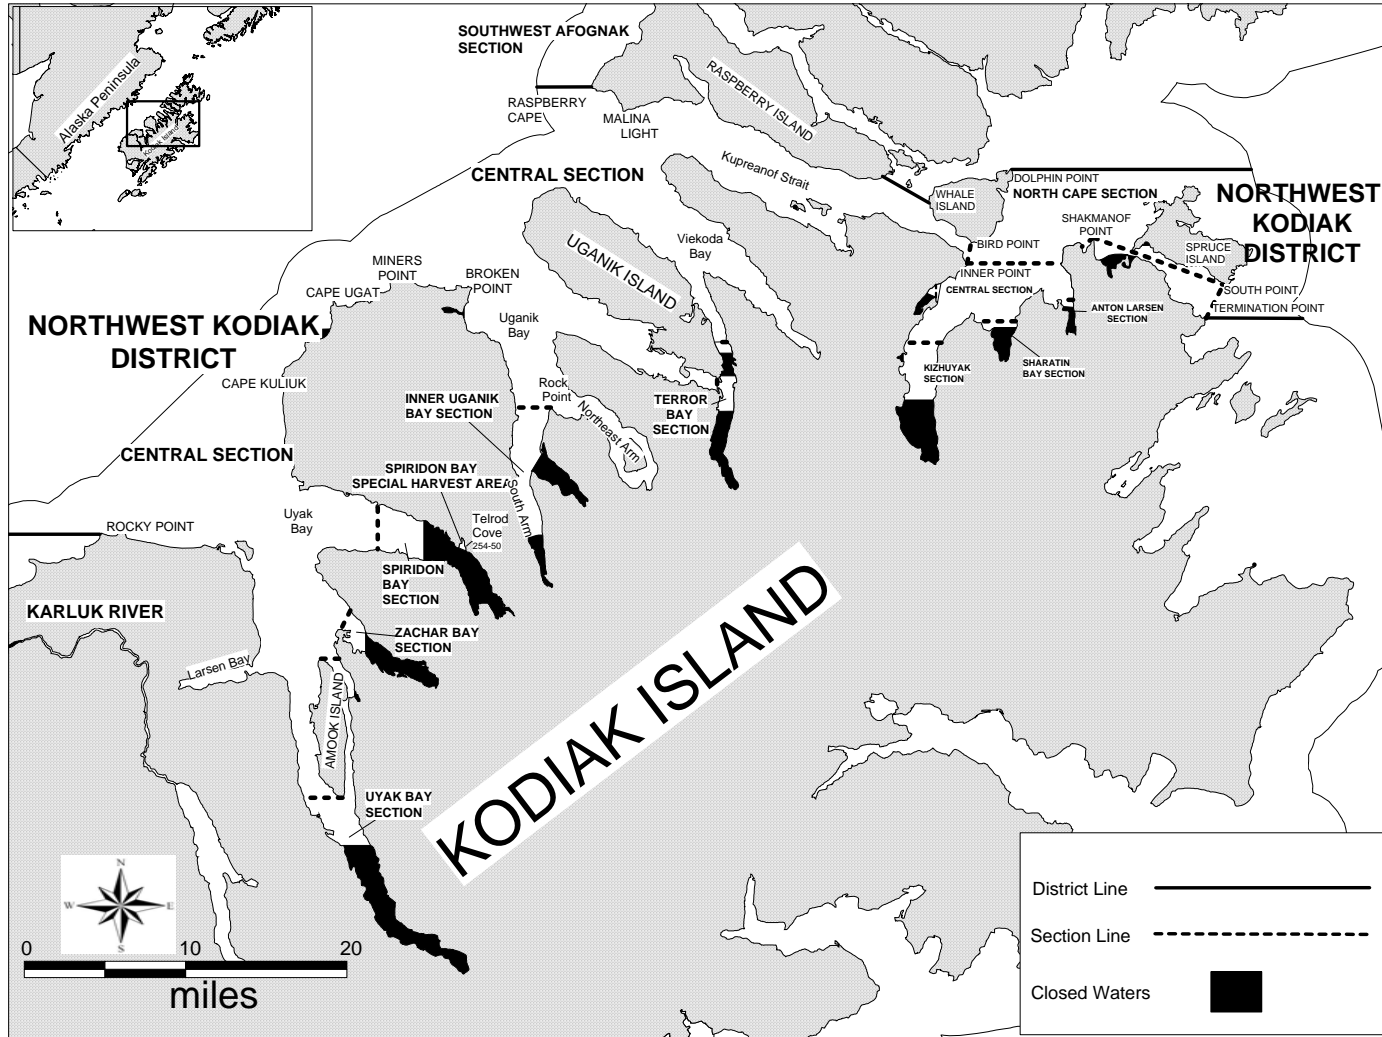 Alaska Peninsula
Kodiak Island
SOUTHWEST AFOGNAK
SECTION
RASPBERRY
CAPE
MALINA
LIGHT
RASPBERRY ISLAND
Kupreanof Strait
CENTRAL SECTION
WHALE
ISLAND
DOLPHIN POINT
NORTH CAPE SECTION
NORTHWEST
KODIAK
DISTRICT
SHAKMANOF
POINT
SPRUCE
ISLAND
BIRD POINT
INNER POINT
CENTRAL SECTION
SOUTH POINT
TERMINATION POINT
ANTON LARSEN
SECTION
SHARATIN
BAY SECTION
KIZHUYAK
SECTION
Viekoda
Bay
UGANIK ISLAND
MINERS
POINT
BROKEN
POINT
CAPE UGAT
Uganik
Bay
NORTHWEST KODIAK
DISTRICT
CAPE KULIUK
Rock
Point
INNER UGANIK
BAY SECTION
Northeast Arm
TERROR
BAY
SECTION
CENTRAL SECTION
SPIRIDON BAY
SPECIAL HARVEST AREA
South Arm
Telrod
Cove
254-50
Uyak
Bay
ROCKY POINT
SPIRIDON
BAY
SECTION
KARLUK RIVER
ZACHAR BAY
SECTION
Larsen Bay
AMOOK ISLAND
UYAK BAY
SECTION
KODIAK ISLAND
N
W E
S
0 10 20
miles
District Line
Section Line
Closed Waters